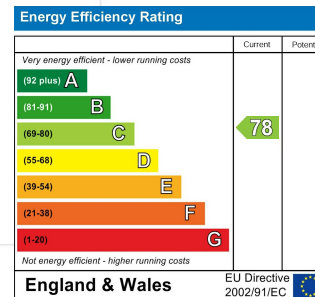 Energy Efficiency Rating
Current Potent
Very energy efficient - lower running costs
(92 plus) A
(81-91) B
(69-80) C
78
(55-68) D
(39-54) E
(21-38) F
(1-20) G
Not energy efficient - higher running costs
England & Wales
EU Directive
2002/91/EC